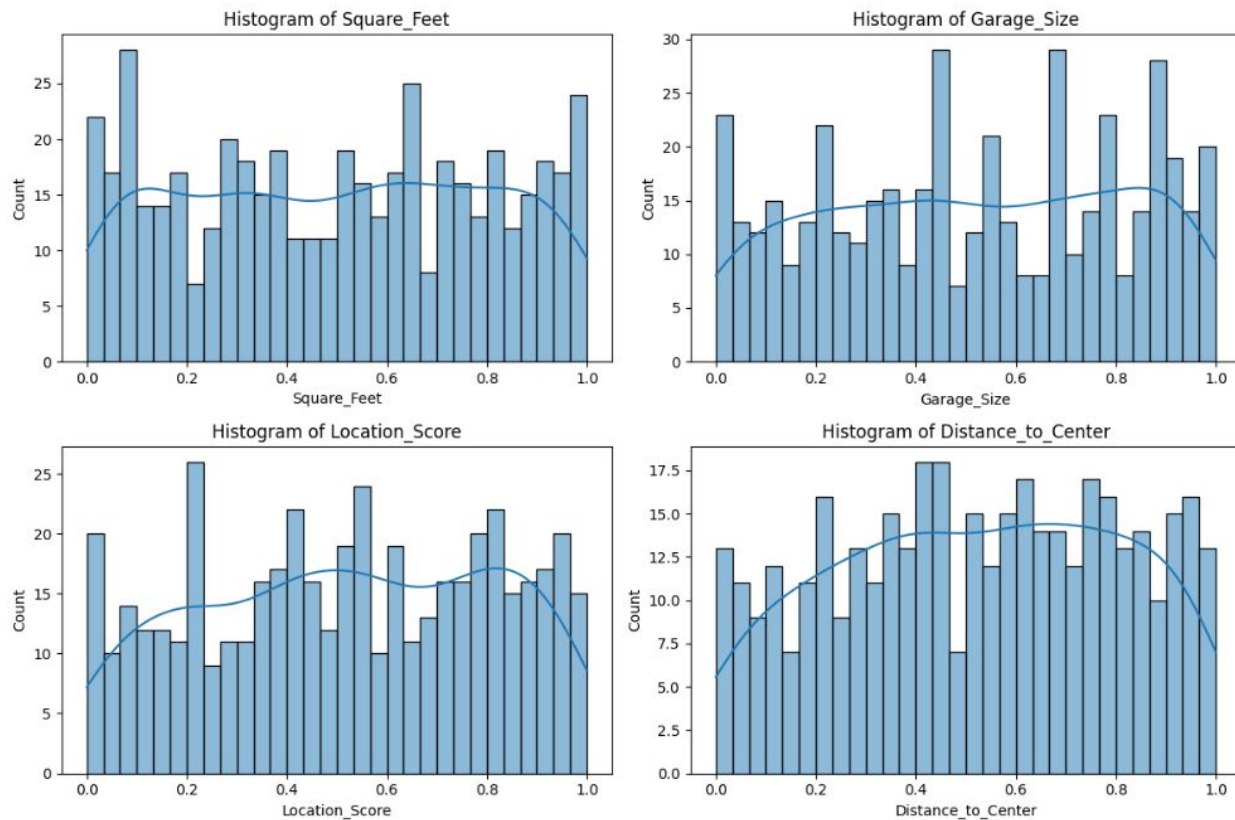 Histogram of Square_Feet
Count
25
20
15
10
5
0
0.0 0.2 0.4 0.6 0.8 1.0
Square_Feet
Histogram of Garage_Size
Count
30
25
20
15
10
5
0
0.0 0.2 0.4 0.6 0.8 1.0
Garage_Size
Histogram of Location_Score
Count
25
20
15
10
5
0
0.0 0.2 0.4 0.6 0.8 1.0
Location_Score
Histogram of Distance_to_Center
Count
17.5
15.0
12.5
10.0
7.5
5.0
2.5
0.0
0.0 0.2 0.4 0.6 0.8 1.0
Distance_to_Center